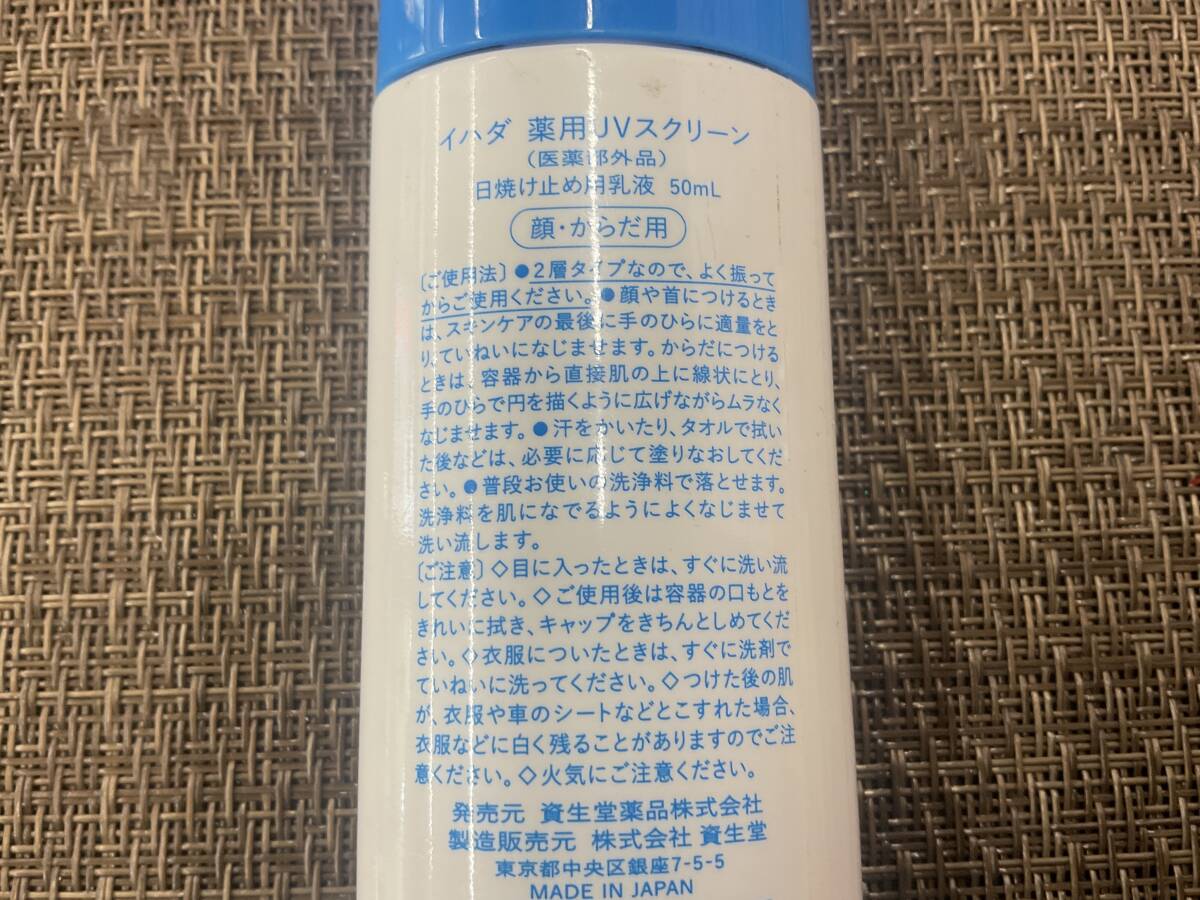 イハダ 薬用UVスクリーン
(医薬部外品)
日焼け止め用乳液 50mL
顔・からだ用
〔ご使用法〕●2層タイプなので、よく振って
からご使用ください。●顔や首につけるとき
は、スキンケアの最後に手のひらに適量をと
り、ていねいになじませます。からだにつける
ときは、容器から直接肌の上に線状にとり、
手のひらで円を描くように広げながらムラなく
なじませます。●汗をかいたり、タオルで拭い
た後などは、必要に応じて塗りなおしてくだ
さい。●普段お使いの洗浄料で落とせます。
洗浄料を肌になでるようによくなじませて
洗い流します。
〔ご注意〕◇目に入ったときは、すぐに洗い流
してください。◇ご使用後は容器の口もとを
きれいに拭き、キャップをきちんとしめてくだ
さい。◇衣服についたときは、すぐに洗剤で
ていねいに洗ってください。◇つけた後の肌
が、衣服や車のシートなどとこすれた場合、
衣服などに白く残ることがありますのでご注
意ください。◇火気にご注意ください。
発売元 資生堂薬品株式会社
製造販売元 株式会社 資生堂
東京都中央区銀座7-5-5
MADE IN JAPAN